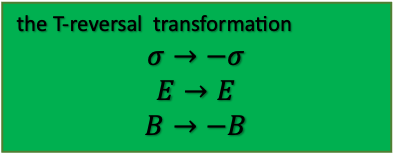 the T-reversal transformation
σ → −σ
E → E
B → −B